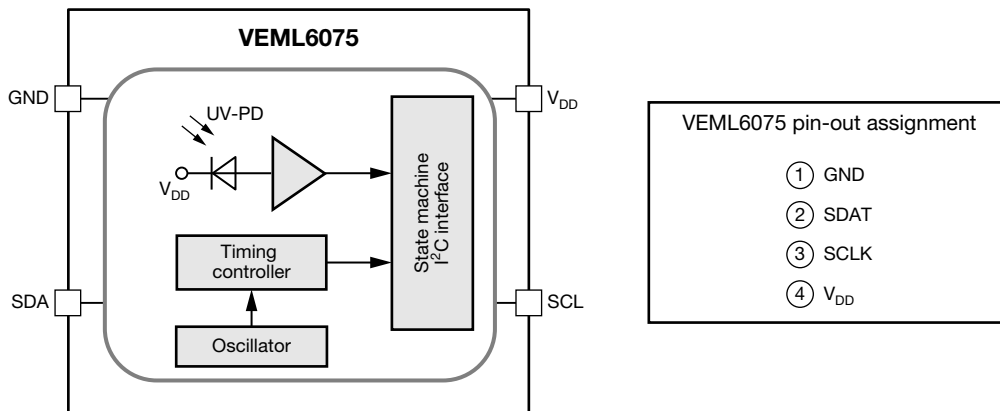 VEML6075
GND
V_DD
UV-PD
V_DD
State machine
I²C interface
Timing
controller
SDA
SCL
Oscillator
VEML6075 pin-out assignment
1 GND
2 SDAT
3 SCLK
4 V_DD